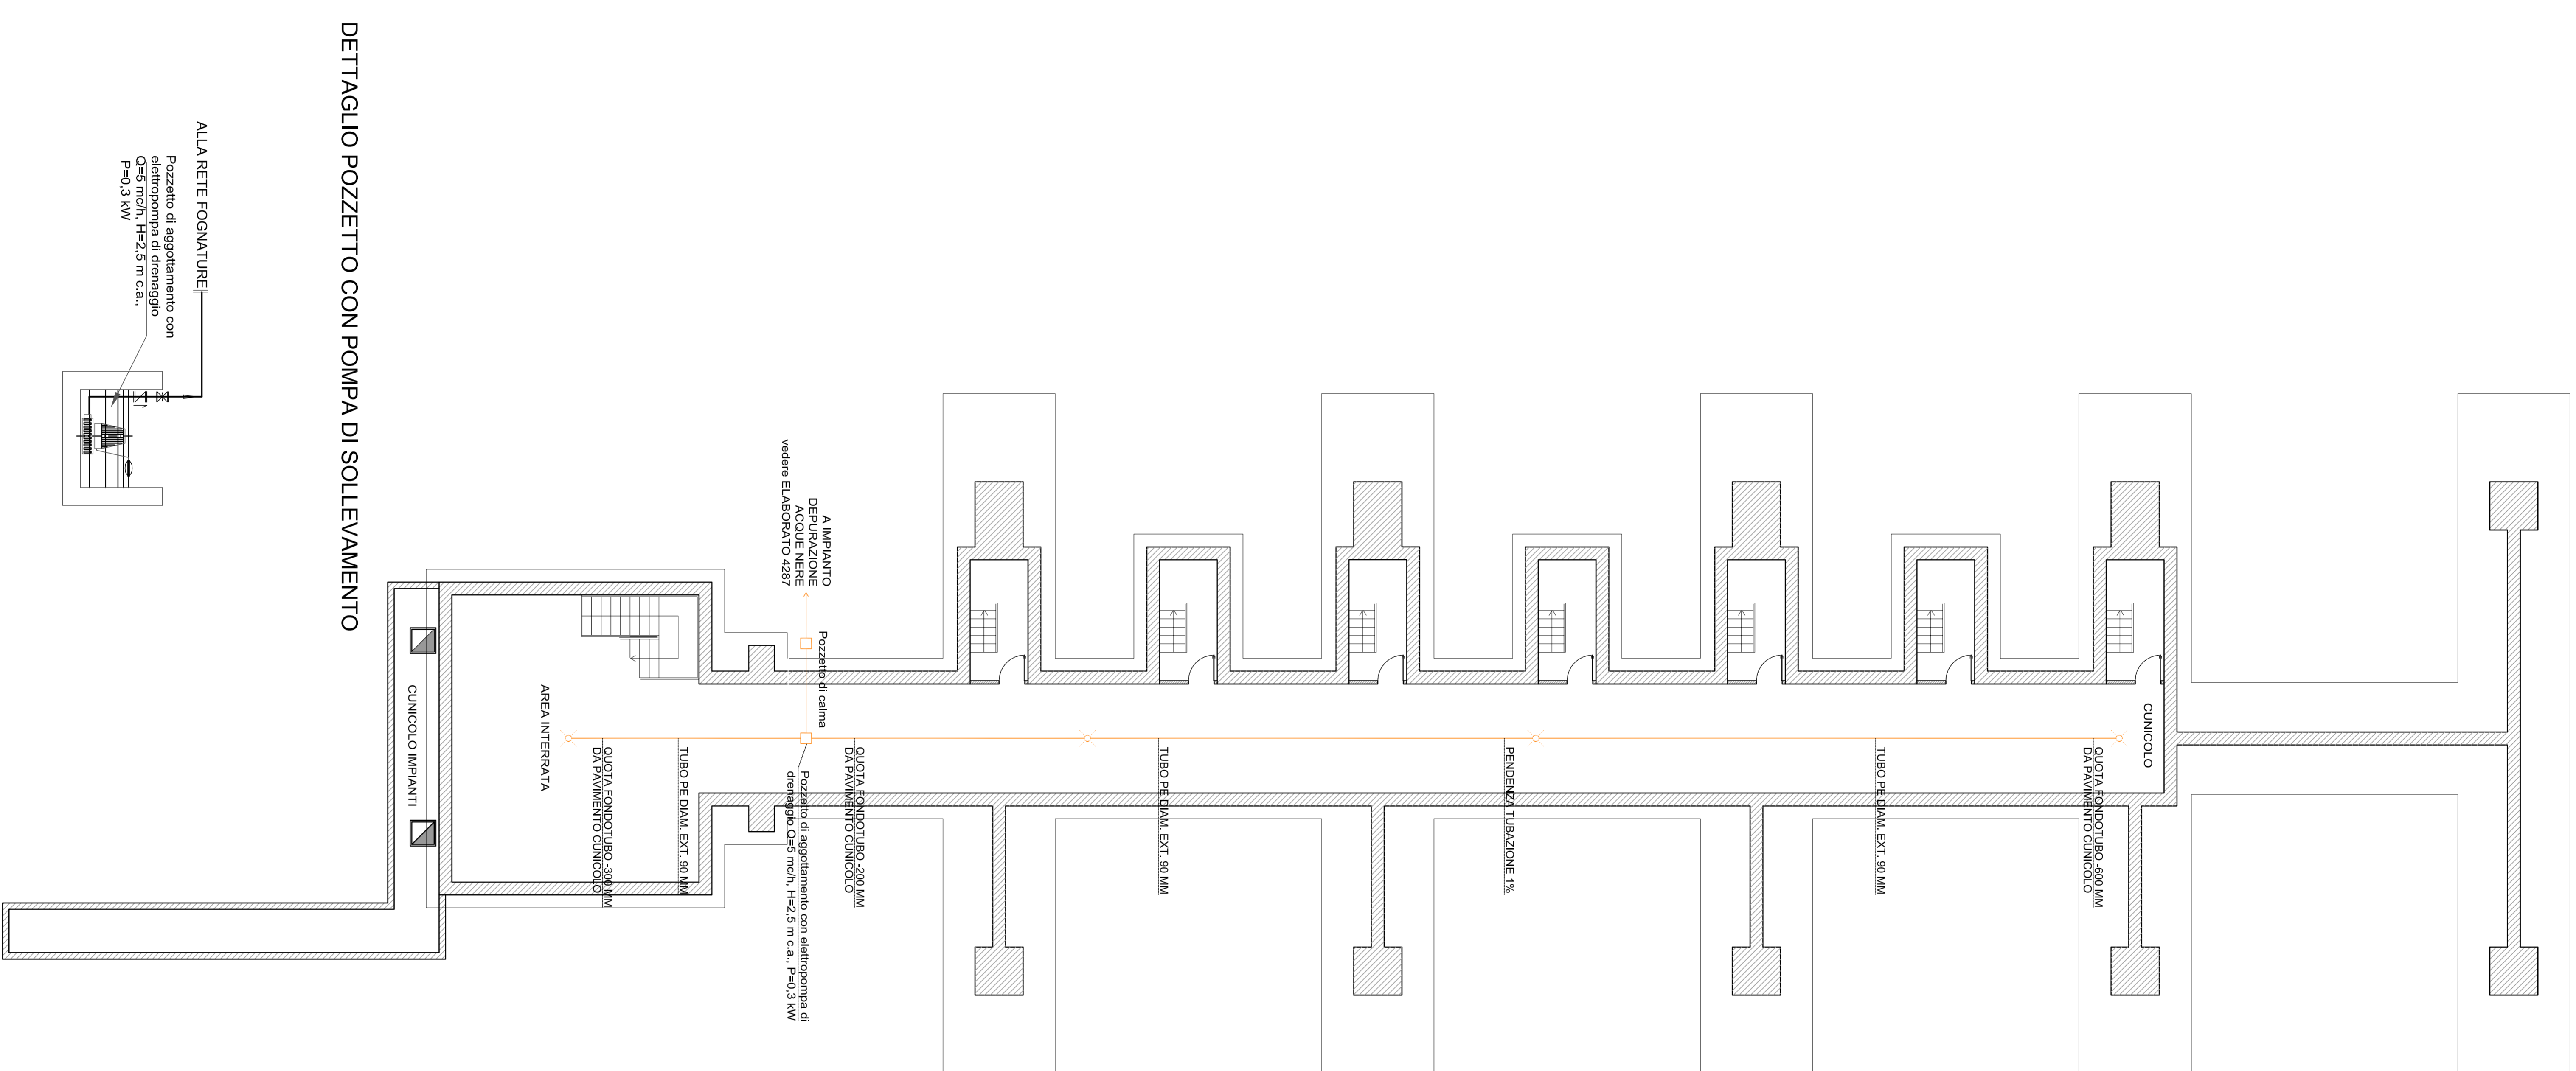 DETTAGLIO POZZETTO CON POMPA DI SOLLEVAMENTO
ALLA RETE FOGNATURE
Pozzetto di aggottamento con
elettropompa di drenaggio
Q=5 mc/h, H=2,5 m c.a.,
P=0,3 kW
A IMPIANTO
DEPURAZIONE
ACQUE NERE
vedere ELABORATO 4287
Pozzetto di calma
CUNICOLO IMPIANTI
AREA INTERRATA
QUOTA FONDOTUBO -300 MM
DA PAVIMENTO CUNICOLO
TUBO PE DIAM. EXT. 90 MM
Pozzetto di aggottamento con elettropompa di
drenaggio Q=5 mc/h, H=2,5 m c.a., P=0,3 kW
QUOTA FONDOTUBO -200 MM
DA PAVIMENTO CUNICOLO
TUBO PE DIAM. EXT. 90 MM
PENDENZA TUBAZIONE 1%
TUBO PE DIAM. EXT. 90 MM
QUOTA FONDOTUBO -600 MM
DA PAVIMENTO CUNICOLO
CUNICOLO